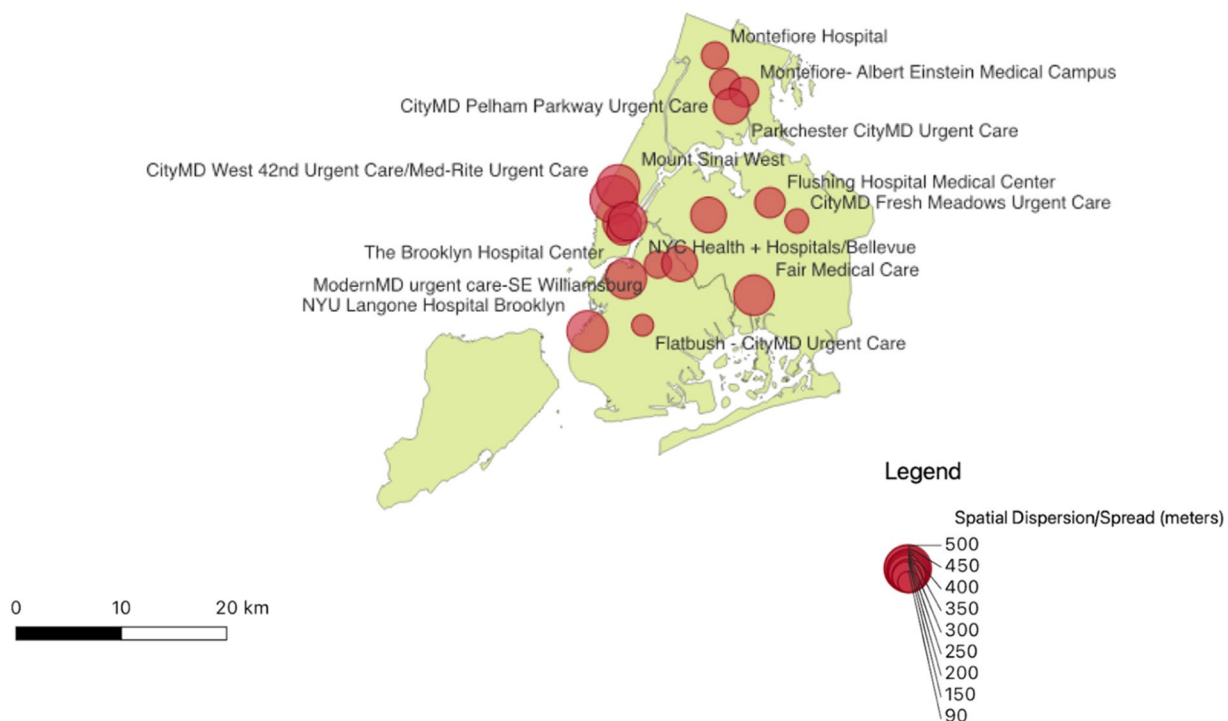 Montefiore Hospital
Montefiore- Albert Einstein Medical Campus
CityMD Pelham Parkway Urgent Care
Parkchester CityMD Urgent Care
Mount Sinai West
CityMD West 42nd Urgent Care/Med-Rite Urgent Care
Flushing Hospital Medical Center
CityMD Fresh Meadows Urgent Care
NYC Health + Hospitals/Bellevue
The Brooklyn Hospital Center
Fair Medical Care
ModernMD urgent care-SE Williamsburg
NYU Langone Hospital Brooklyn
Flatbush - CityMD Urgent Care
Legend
Spatial Dispersion/Spread (meters)
500
450
400
350
300
250
200
150
90
0 10 20 km